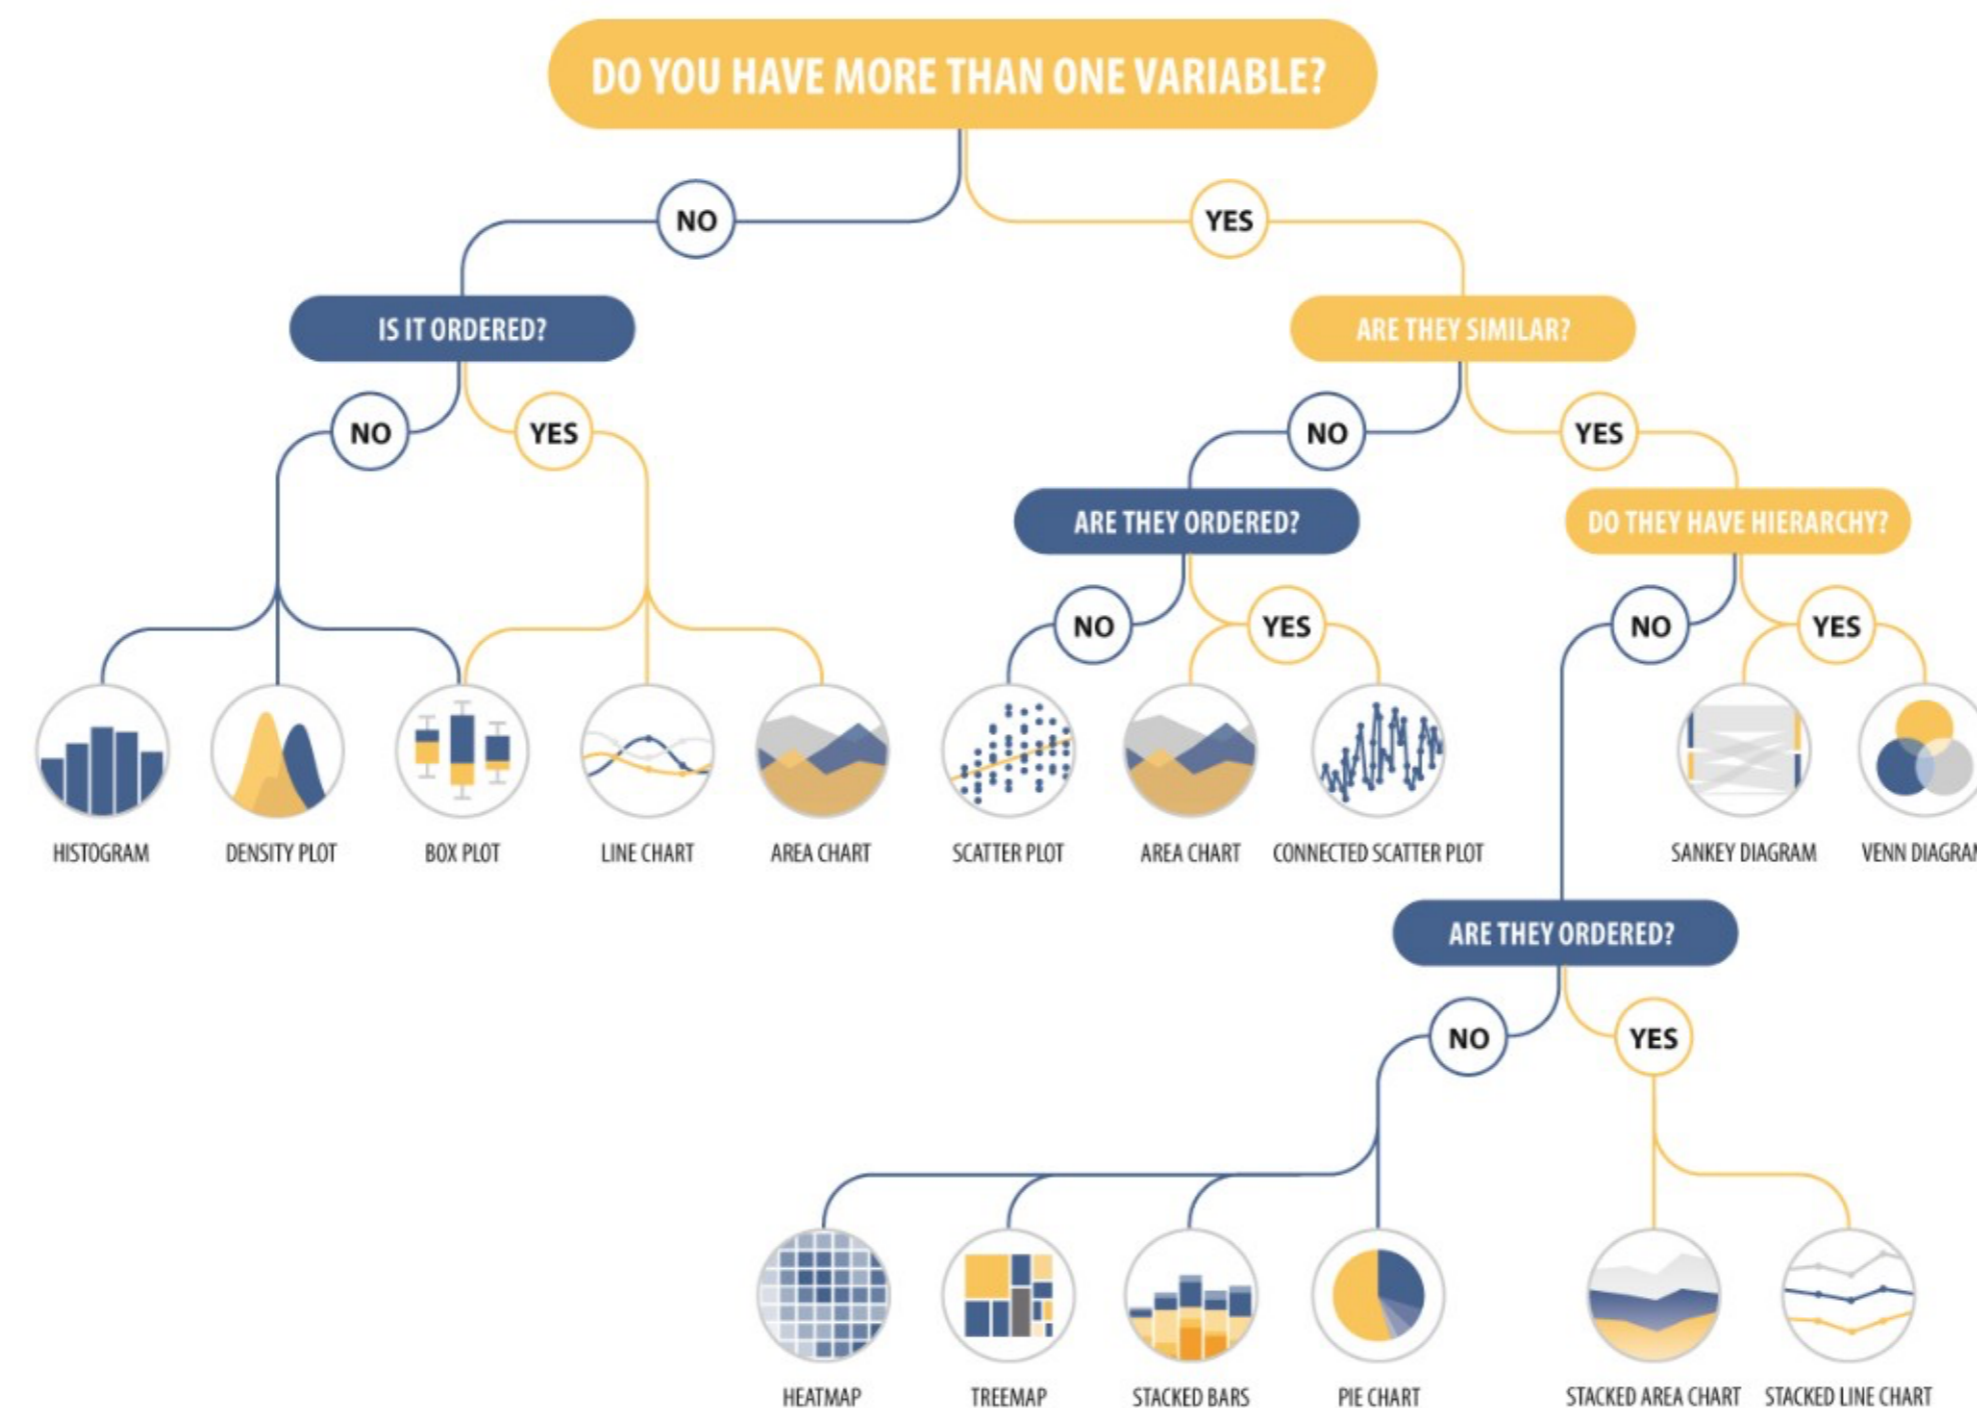 DO YOU HAVE MORE THAN ONE VARIABLE?
NO
YES
IS IT ORDERED?
ARE THEY SIMILAR?
NO
YES
NO
YES
ARE THEY ORDERED?
DO THEY HAVE HIERARCHY?
NO
YES
NO
YES
HISTOGRAM
DENSITY PLOT
BOX PLOT
LINE CHART
AREA CHART
SCATTER PLOT
AREA CHART
CONNECTED SCATTER PLOT
SANKEY DIAGRAM
VENN DIAGRAM
ARE THEY ORDERED?
NO
YES
HEATMAP
TREEMAP
STACKED BARS
PIE CHART
STACKED AREA CHART
STACKED LINE CHART